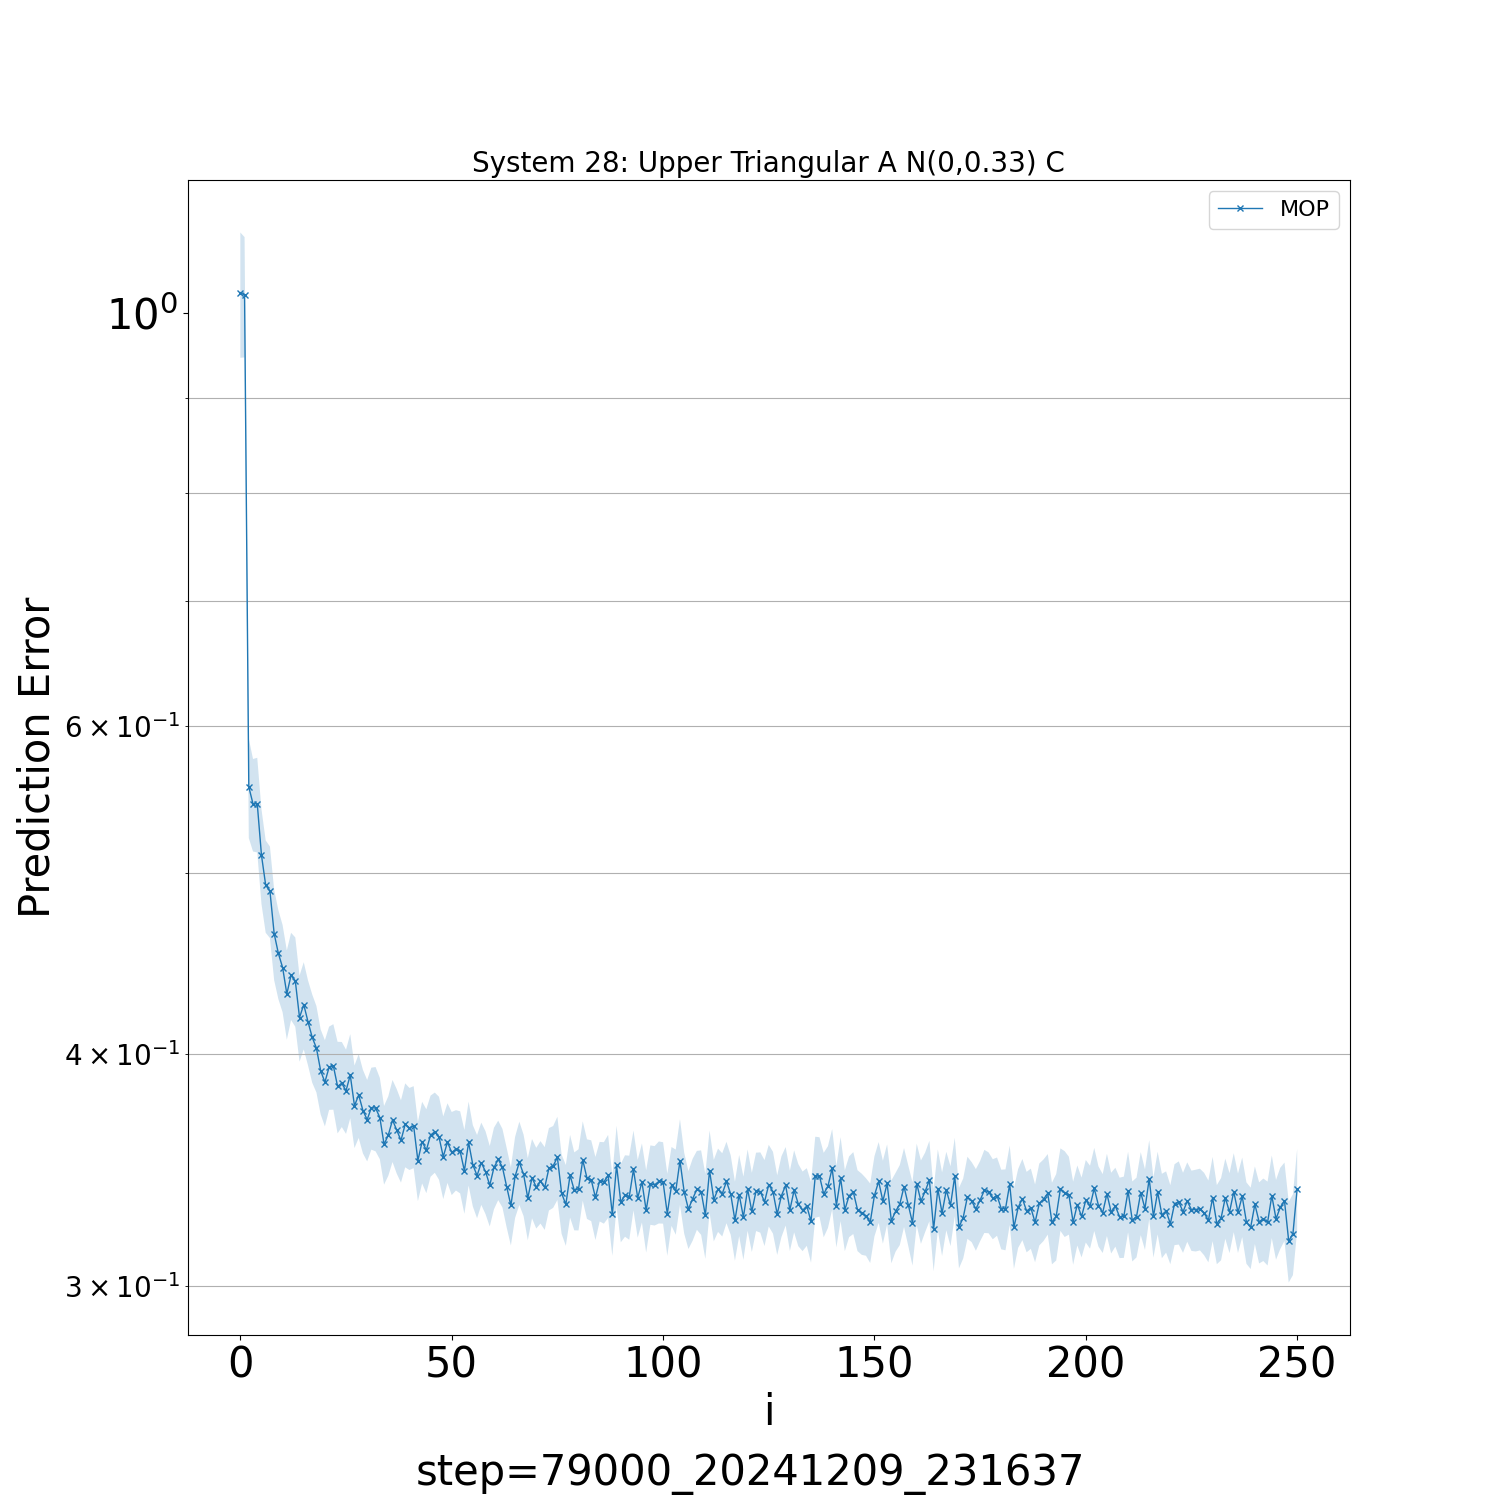 System 28: Upper Triangular A N(0,0.33) C
MOP
10⁰
6 × 10⁻¹
4 × 10⁻¹
3 × 10⁻¹
Prediction Error
0 50 100 150 200 250
i
step=79000_20241209_231637